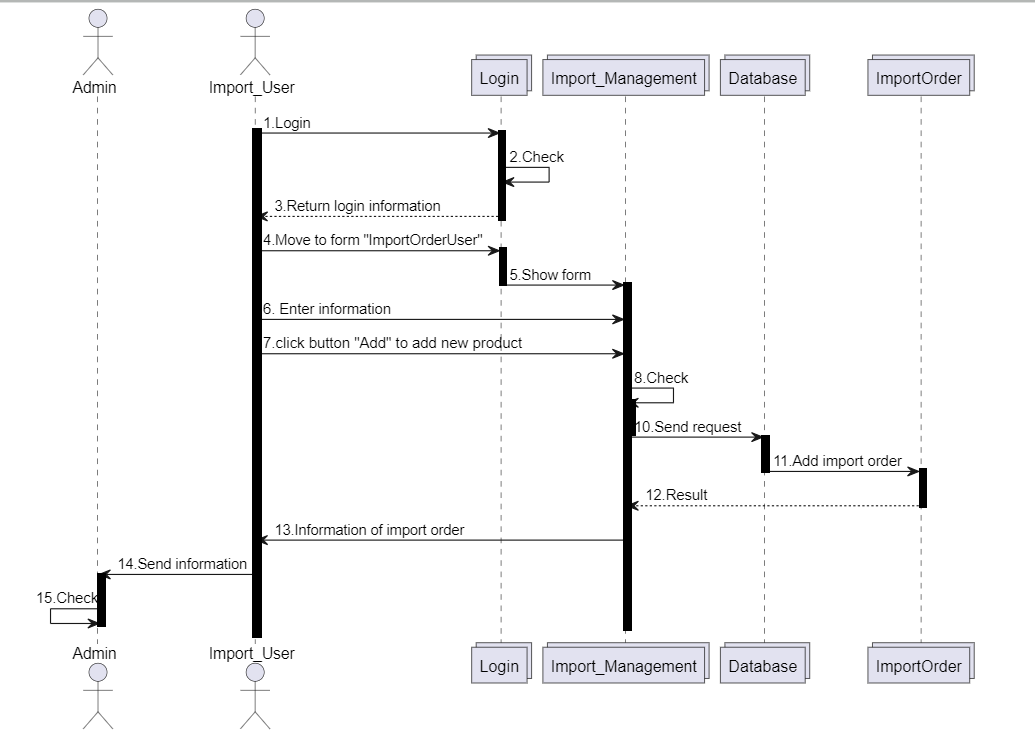 Admin
Import_User
Login
Import_Management
Database
ImportOrder
1.Login
2.Check
3.Return login information
4.Move to form "ImportOrderUser"
5.Show form
6. Enter information
7.click button "Add" to add new product
8.Check
10.Send request
11.Add import order
12.Result
13.Information of import order
14.Send information
15.Check
Admin
Import_User
Login
Import_Management
Database
ImportOrder